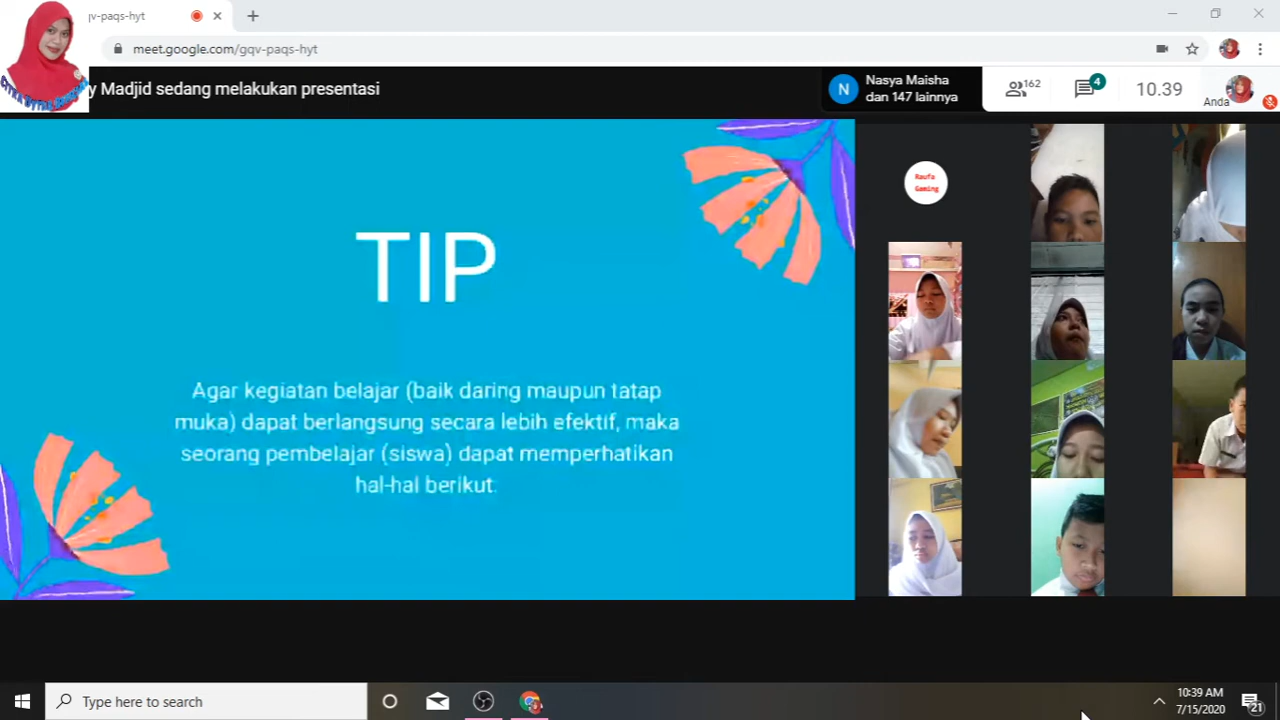 qv-paqs-hyt
meet.google.com/gqv-paqs-hyt
y Madjid sedang melakukan presentasi
N
Nasya Maisha
dan 147 lainnya
162
4
10.39
Anda
TIP
Agar kegiatan belajar (baik daring maupun tatap
muka) dapat berlangsung secara lebih efektif, maka
seorang pembelajar (siswa) dapat memperhatikan
hal-hal berikut:
Raufa
Gaming
Type here to search
10:39 AM
7/15/2020
21